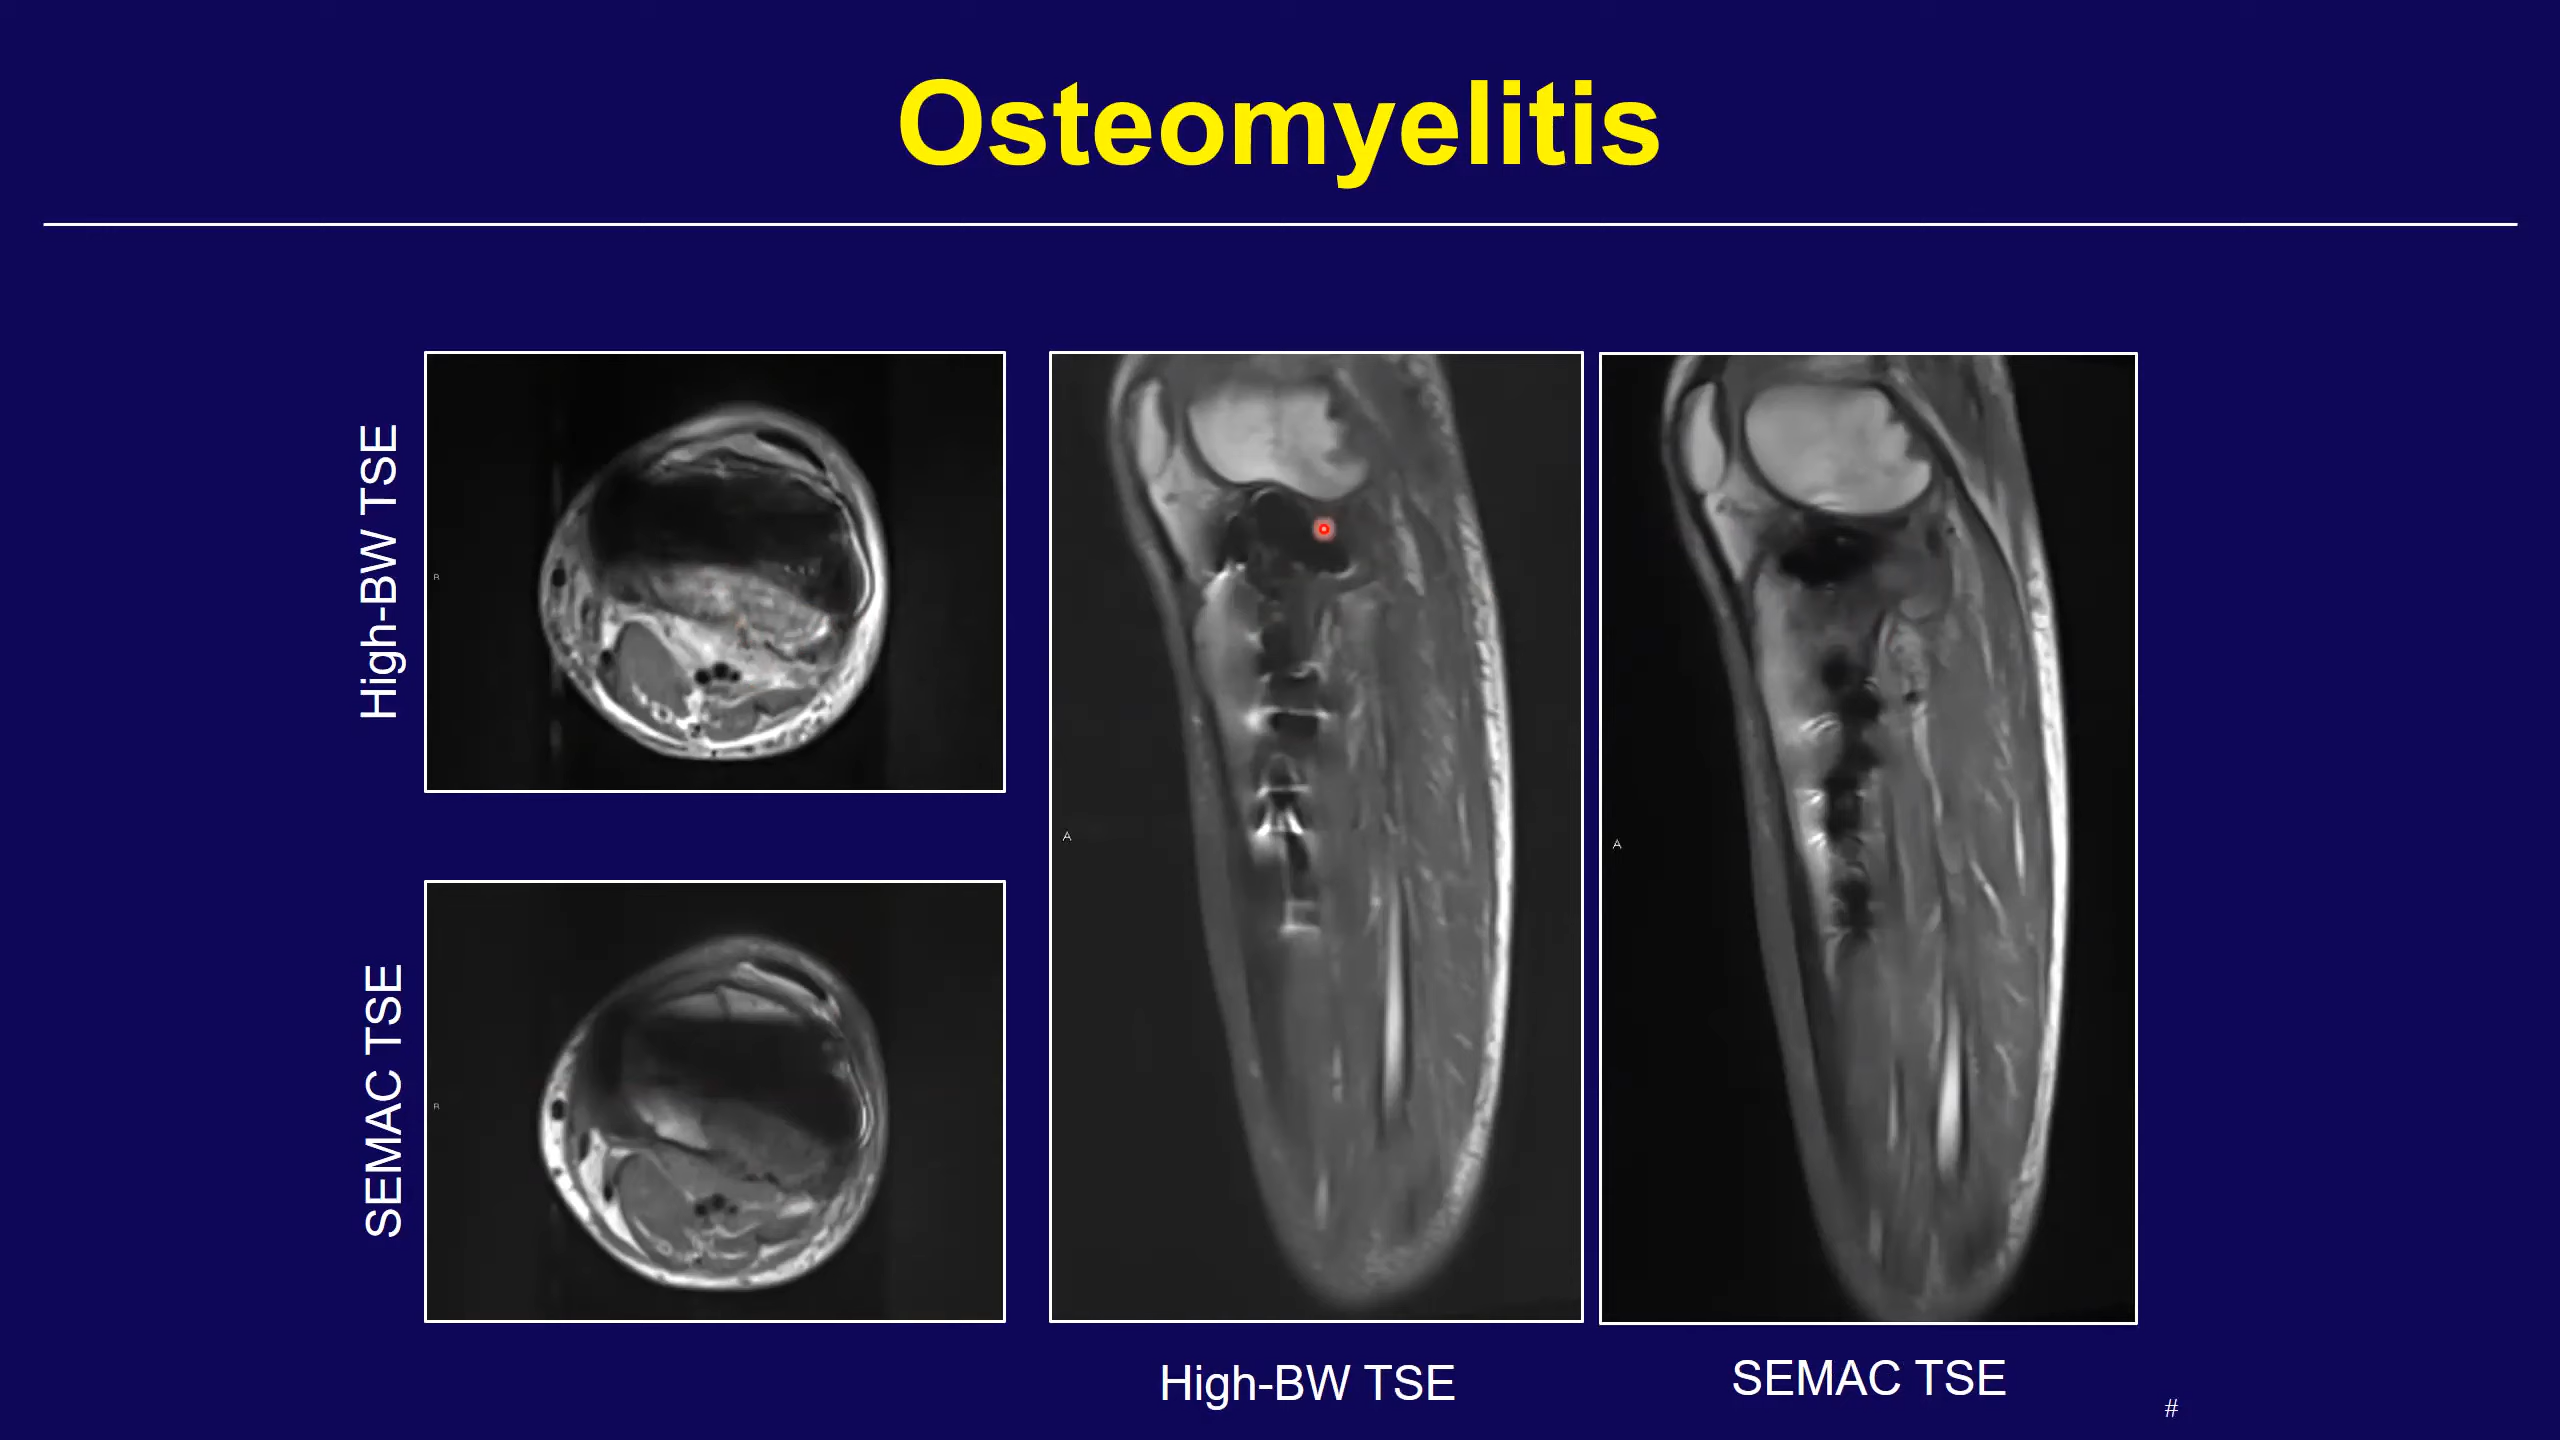 Osteomyelitis
High-BW TSE
R
SEMAC TSE
R
A
A
High-BW TSE
SEMAC TSE
#